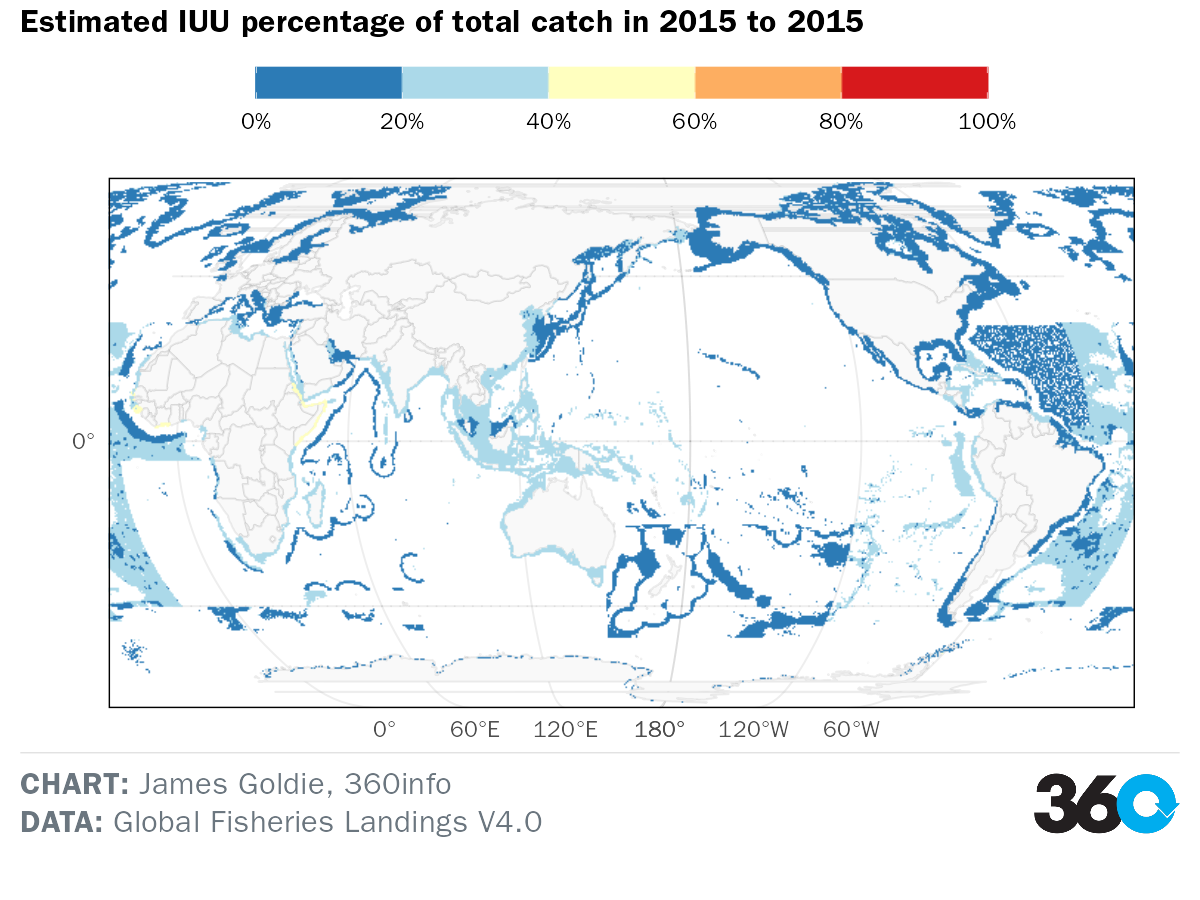 Estimated IUU percentage of total catch in 2015 to 2015
0% 20% 40% 60% 80% 100%
0°
0° 60°E 120°E 180° 120°W 60°W
CHART: James Goldie, 360info
DATA: Global Fisheries Landings V4.0
360